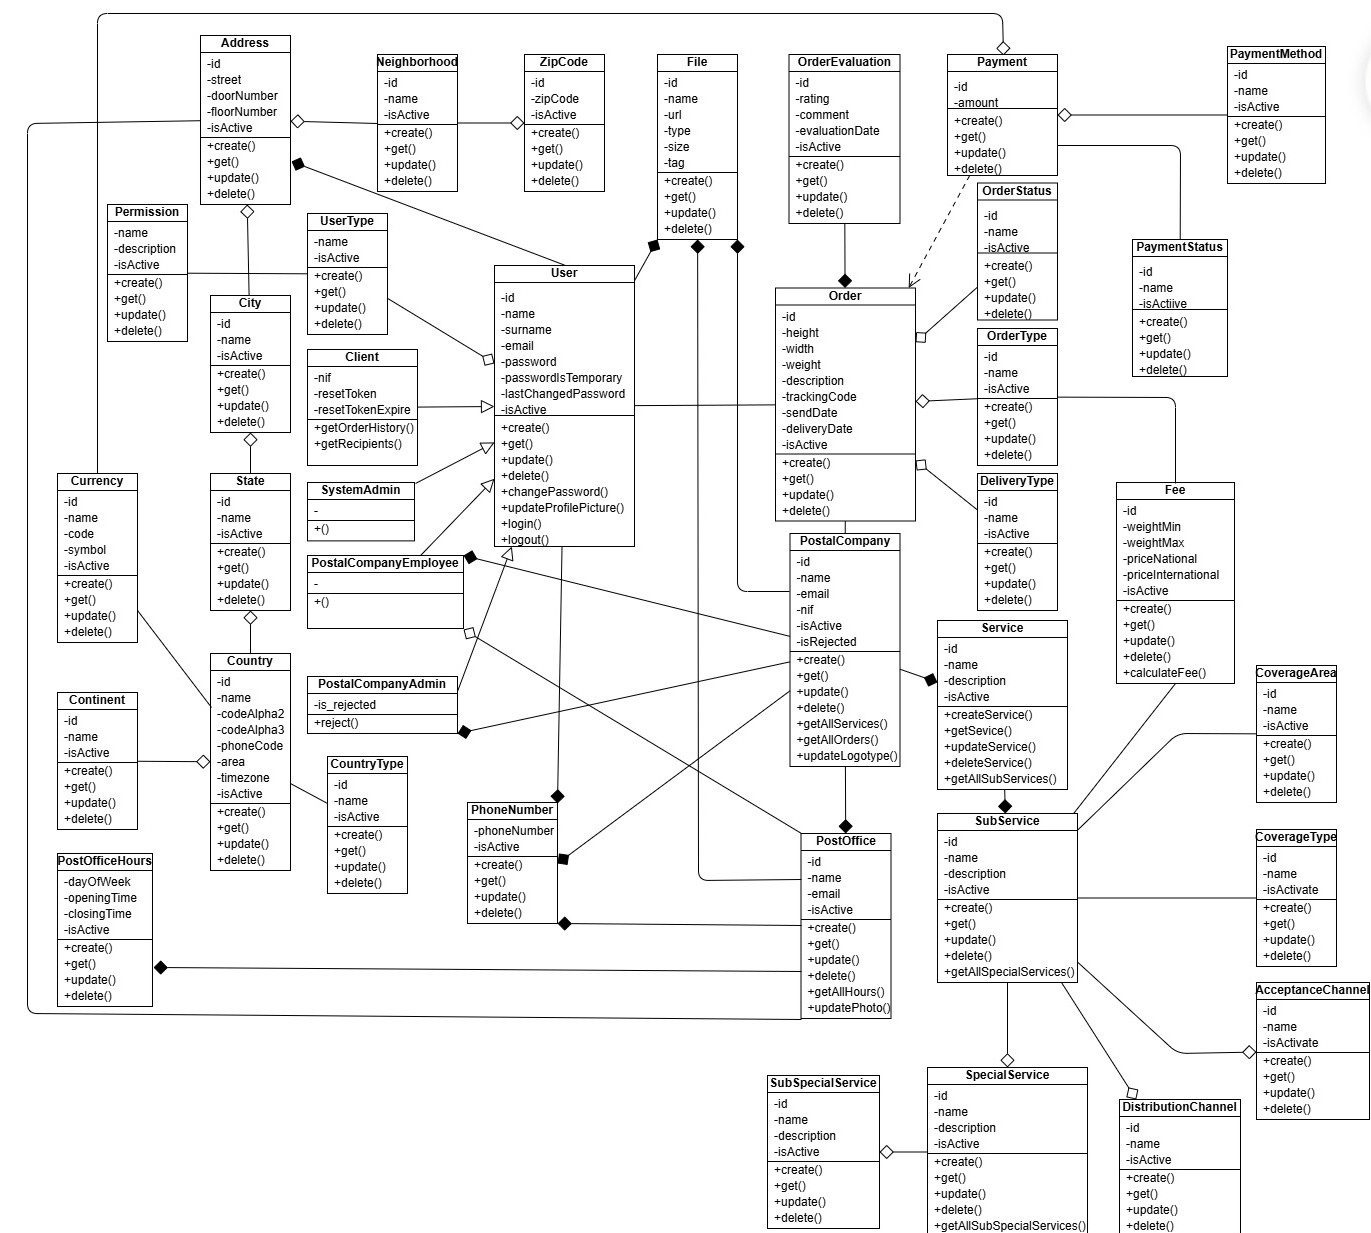 Address
-id
-street
-doorNumber
-floorNumber
-isActive
+create()
+get()
+update()
+delete()
Neighborhood
-id
-name
-isActive
+create()
+get()
+update()
+delete()
ZipCode
-id
-zipCode
-isActive
+create()
+get()
+update()
+delete()
File
-id
-name
-url
-type
-size
-tag
+create()
+get()
+update()
+delete()
OrderEvaluation
-id
-rating
-comment
-evaluationDate
-isActive
+create()
+get()
+update()
+delete()
Payment
-id
-amount
+create()
+get()
+update()
+delete()
PaymentMethod
-id
-name
-isActive
+create()
+get()
+update()
+delete()
Permission
-name
-description
-isActive
+create()
+get()
+update()
+delete()
UserType
-name
-isActive
+create()
+get()
+update()
+delete()
OrderStatus
-id
-name
-isActive
+create()
+get()
+update()
+delete()
PaymentStatus
-id
-name
-isActiive
+create()
+get()
+update()
+delete()
City
-id
-name
-isActive
+create()
+get()
+update()
+delete()
User
-id
-name
-surname
-email
-password
-passwordIsTemporary
-lastChangedPassword
-isActive
+create()
+get()
+update()
+delete()
+changePassword()
+updateProfilePicture()
+login()
+logout()
Order
-id
-height
-width
-weight
-description
-trackingCode
-sendDate
-deliveryDate
-isActive
+create()
+get()
+update()
+delete()
OrderType
-id
-name
-isActive
+create()
+get()
+update()
+delete()
Client
-nif
-resetToken
-resetTokenExpire
+getOrderHistory()
+getRecipients()
Currency
-id
-name
-code
-symbol
-isActive
+create()
+get()
+update()
+delete()
State
-id
-name
-isActive
+create()
+get()
+update()
+delete()
SystemAdmin
-
+()
DeliveryType
-id
-name
-isActive
+create()
+get()
+update()
+delete()
Fee
-id
-weightMin
-weightMax
-priceNational
-priceInternational
-isActive
+create()
+get()
+update()
+delete()
+calculateFee()
PostalCompanyEmployee
-
+()
PostalCompany
-id
-name
-email
-nif
-isActive
-isRejected
+create()
+get()
+update()
+delete()
+getAllServices()
+getAllOrders()
+updateLogotype()
Service
-id
-name
-description
-isActive
+createService()
+getSevice()
+updateService()
+deleteService()
+getAllSubServices()
Country
-id
-name
-codeAlpha2
-codeAlpha3
-phoneCode
-area
-timezone
-isActive
+create()
+get()
+update()
+delete()
PostalCompanyAdmin
-is_rejected
+reject()
CoverageArea
-id
-name
-isActive
+create()
+get()
+update()
+delete()
Continent
-id
-name
-isActive
+create()
+get()
+update()
+delete()
CountryType
-id
-name
-isActive
+create()
+get()
+update()
+delete()
PhoneNumber
-phoneNumber
-isActive
+create()
+get()
+update()
+delete()
PostOffice
-id
-name
-email
-isActive
+create()
+get()
+update()
+delete()
+getAllHours()
+updatePhoto()
SubService
-id
-name
-description
-isActive
+create()
+get()
+update()
+delete()
+getAllSpecialServices()
CoverageType
-id
-name
-isActivate
+create()
+get()
+update()
+delete()
PostOfficeHours
-dayOfWeek
-openingTime
-closingTime
-isActive
+create()
+get()
+update()
+delete()
AcceptanceChannel
-id
-name
-isActivate
+create()
+get()
+update()
+delete()
SubSpecialService
-id
-name
-description
-isActive
+create()
+get()
+update()
+delete()
SpecialService
-id
-name
-description
-isActive
+create()
+get()
+update()
+delete()
+getAllSubSpecialServices()
DistributionChannel
-id
-name
-isActive
+create()
+get()
+update()
+delete()